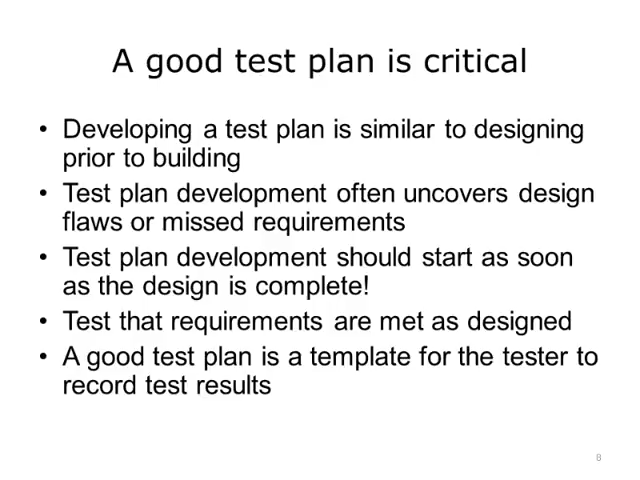 A good test plan is critical
• Developing a test plan is similar to designing
prior to building
• Test plan development often uncovers design
flaws or missed requirements
• Test plan development should start as soon
as the design is complete!
• Test that requirements are met as designed
• A good test plan is a template for the tester to
record test results
8